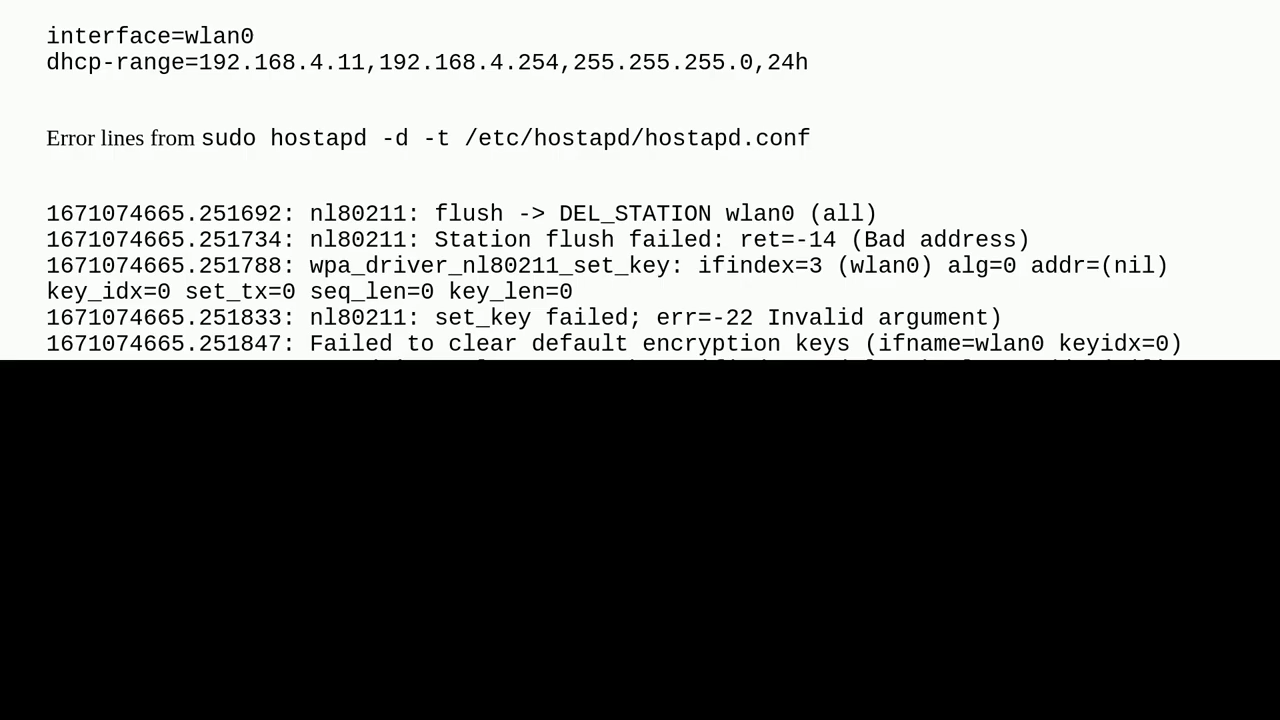 interface=wlan0
dhcp-range=192.168.4.11,192.168.4.254,255.255.255.0,24h
Error lines from sudo hostapd -d -t /etc/hostapd/hostapd.conf
1671074665.251692: nl80211: flush -> DEL_STATION wlan0 (all)
1671074665.251734: nl80211: Station flush failed: ret=-14 (Bad address)
1671074665.251788: wpa_driver_nl80211_set_key: ifindex=3 (wlan0) alg=0 addr=(nil)
key_idx=0 set_tx=0 seq_len=0 key_len=0
1671074665.251833: nl80211: set_key failed; err=-22 Invalid argument)
1671074665.251847: Failed to clear default encryption keys (ifname=wlan0 keyidx=0)